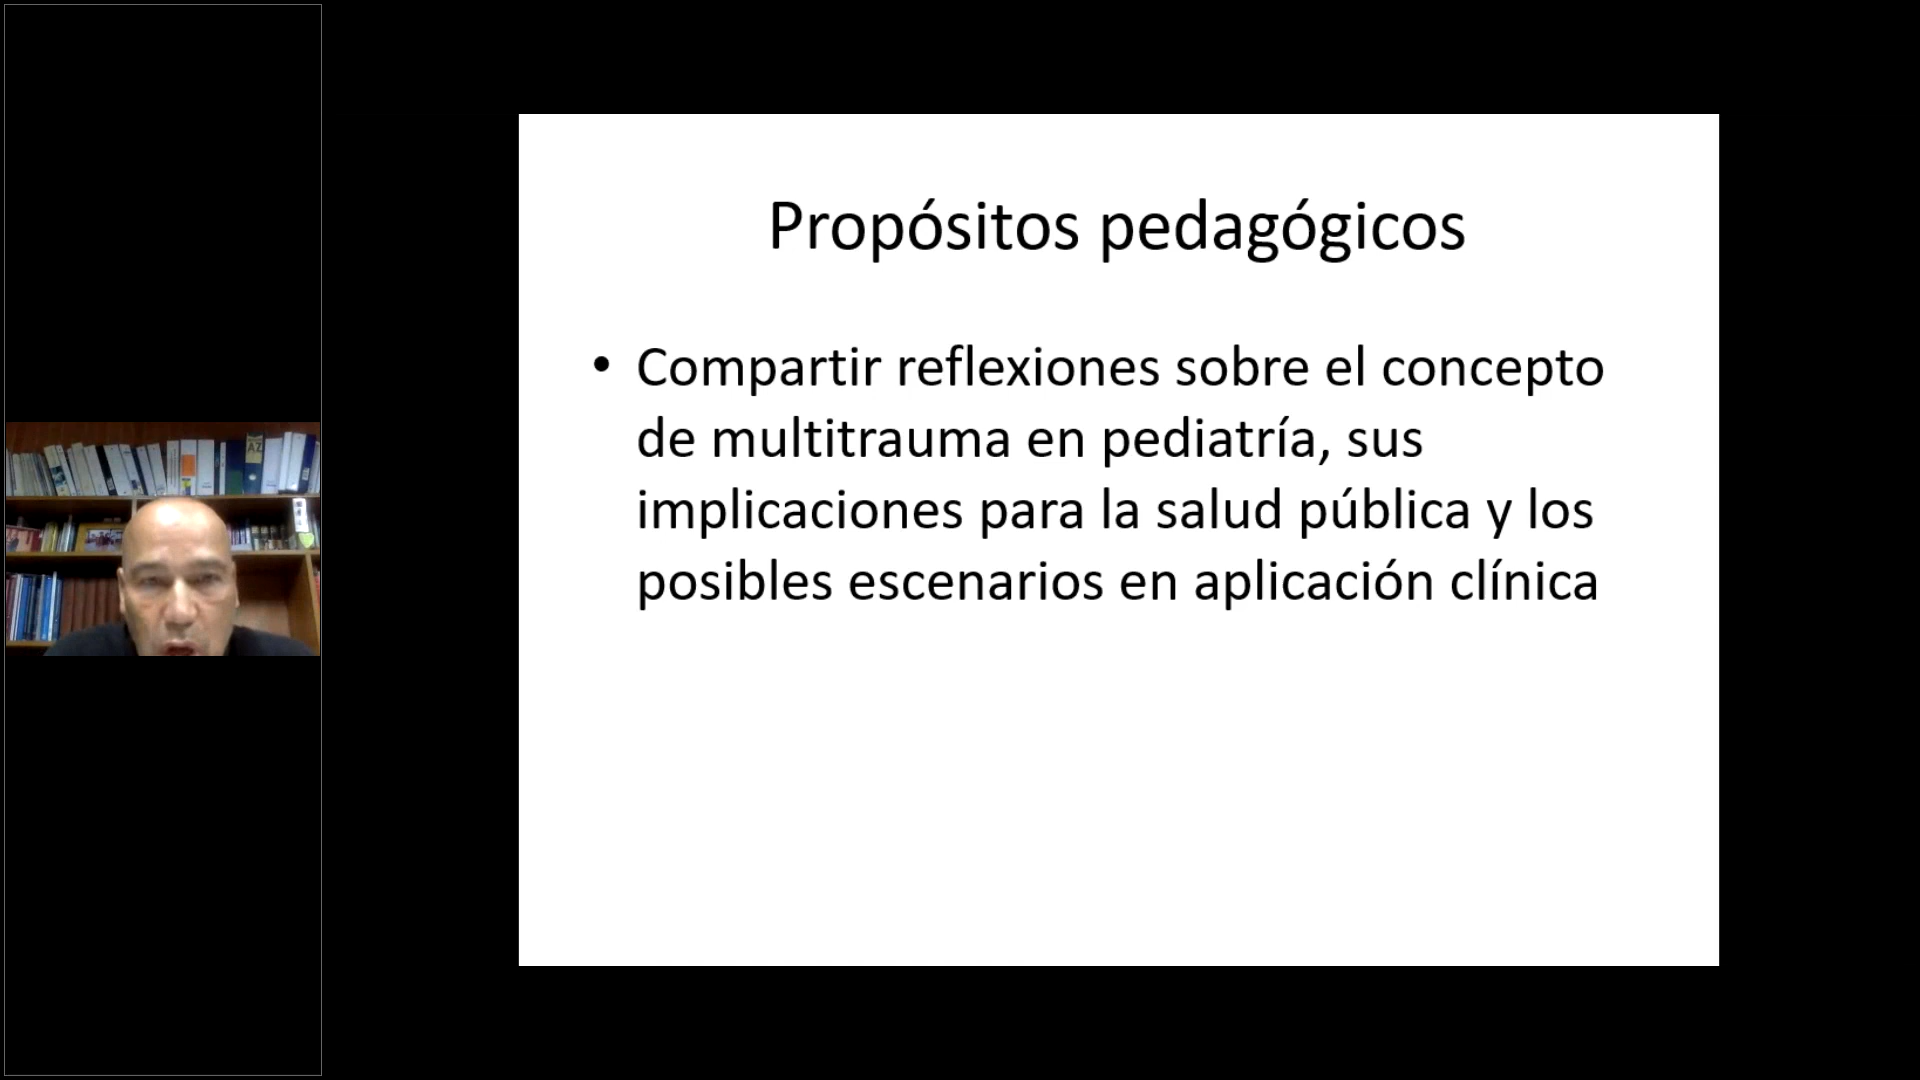 Propósitos pedagógicos
• Compartir reflexiones sobre el concepto
de multitrauma en pediatría, sus
implicaciones para la salud pública y los
posibles escenarios en aplicación clínica
AZ